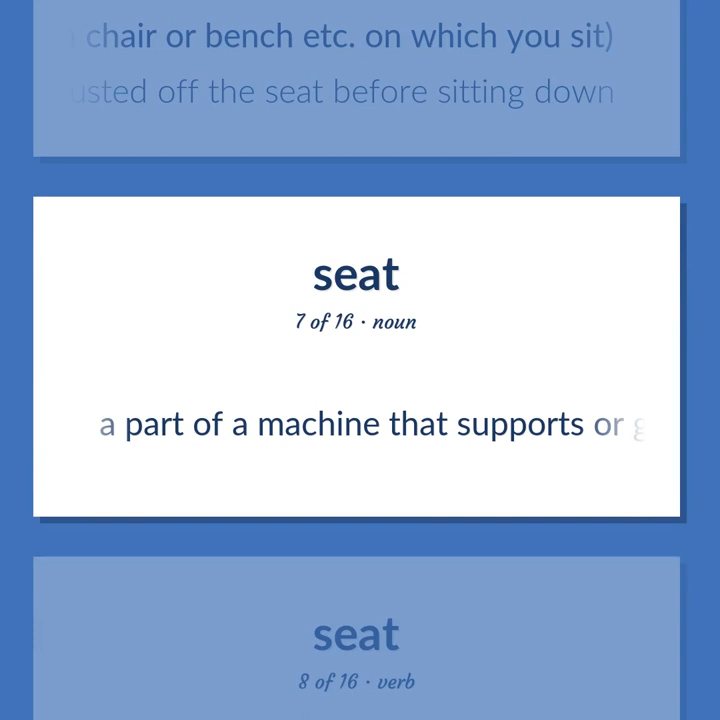 chair or bench etc. on which you sit)
usted off the seat before sitting down
seat
7 of 16 · noun
a part of a machine that supports or g
seat
8 of 16 · verb